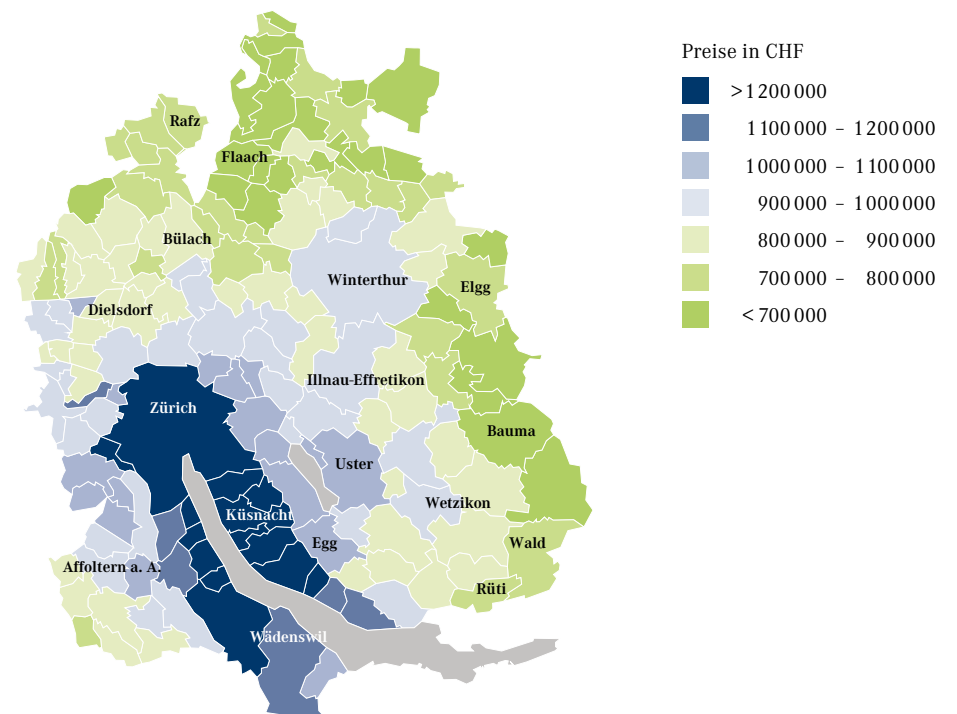 Preise in CHF
>1 200 000
1 100 000 – 1 200 000
1 000 000 – 1 100 000
900 000 – 1 000 000
800 000 – 900 000
700 000 – 800 000
< 700 000
Rafz
Flaach
Bülach
Winterthur
Elgg
Dielsdorf
Illnau-Effretikon
Zürich
Bauma
Uster
Wetzikon
Küsnacht
Egg
Wald
Affoltern a. A.
Rüti
Wädenswil